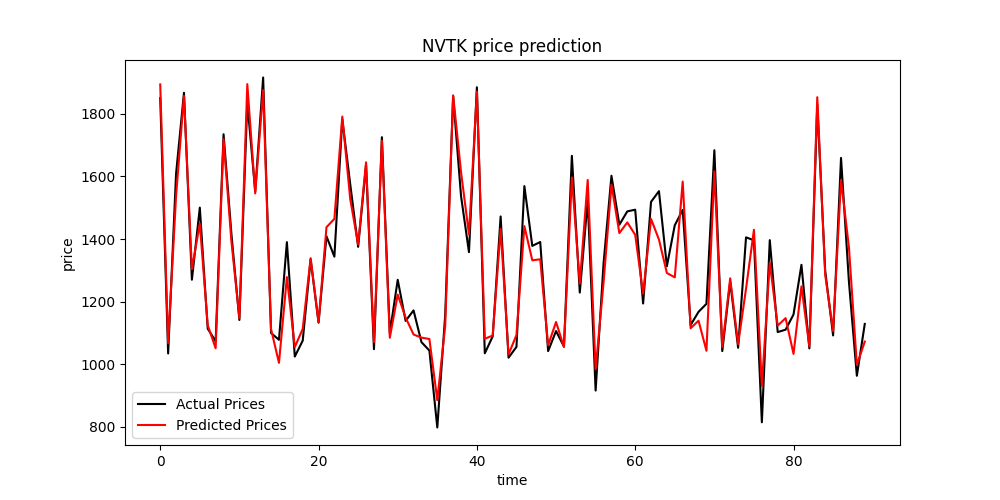 NVTK price prediction
price
1800
1600
1400
1200
1000
800
Actual Prices
Predicted Prices
0 20 40 60 80
time